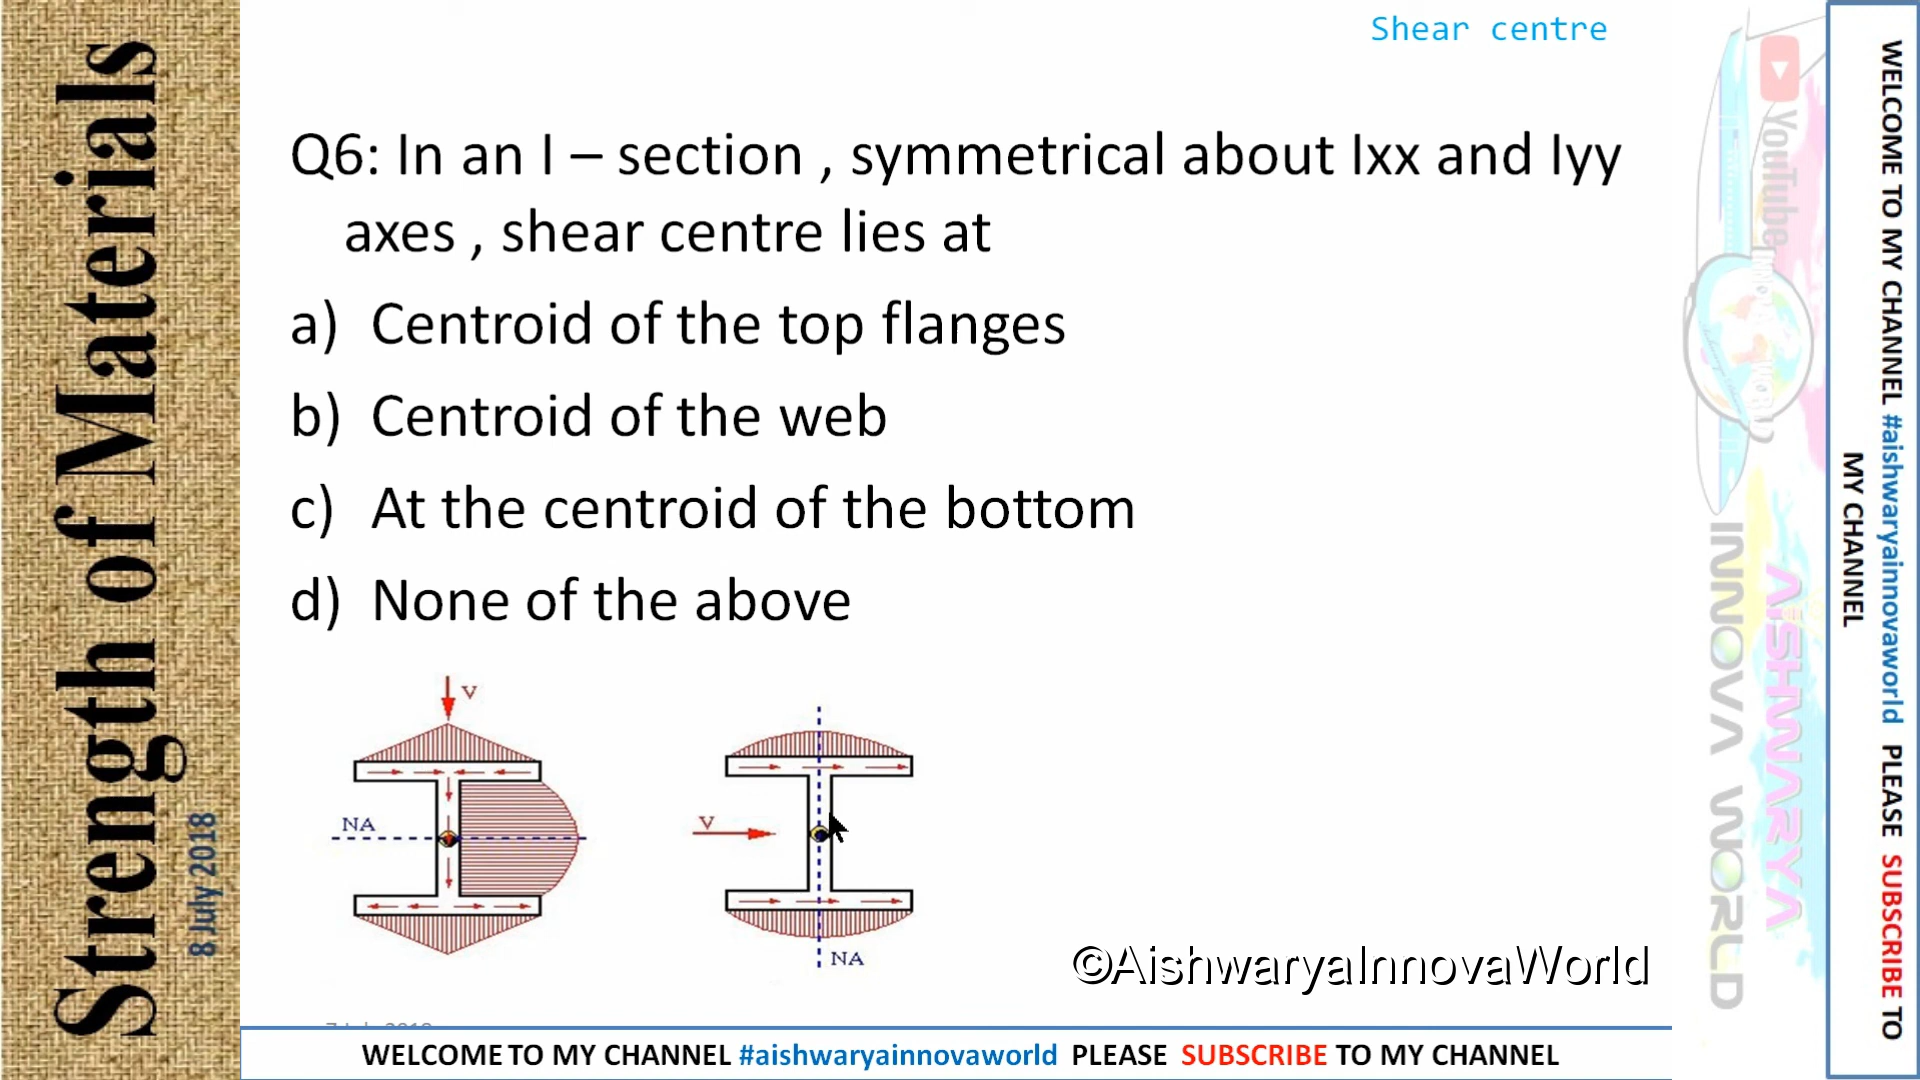 Strength of Materials
8 July 2018
Shear centre
Q6: In an I – section , symmetrical about Ixx and Iyy
axes , shear centre lies at
a) Centroid of the top flanges
b) Centroid of the web
c) At the centroid of the bottom
d) None of the above
V
NA
V
NA
©AishwaryaInnovaWorld
WELCOME TO MY CHANNEL #aishwaryainnovaworld PLEASE SUBSCRIBE TO MY CHANNEL
YouTube
AISHWARYA
INNOVA WORLD
WELCOME TO MY CHANNEL #aishwaryainnovaworld PLEASE SUBSCRIBE TO
MY CHANNEL